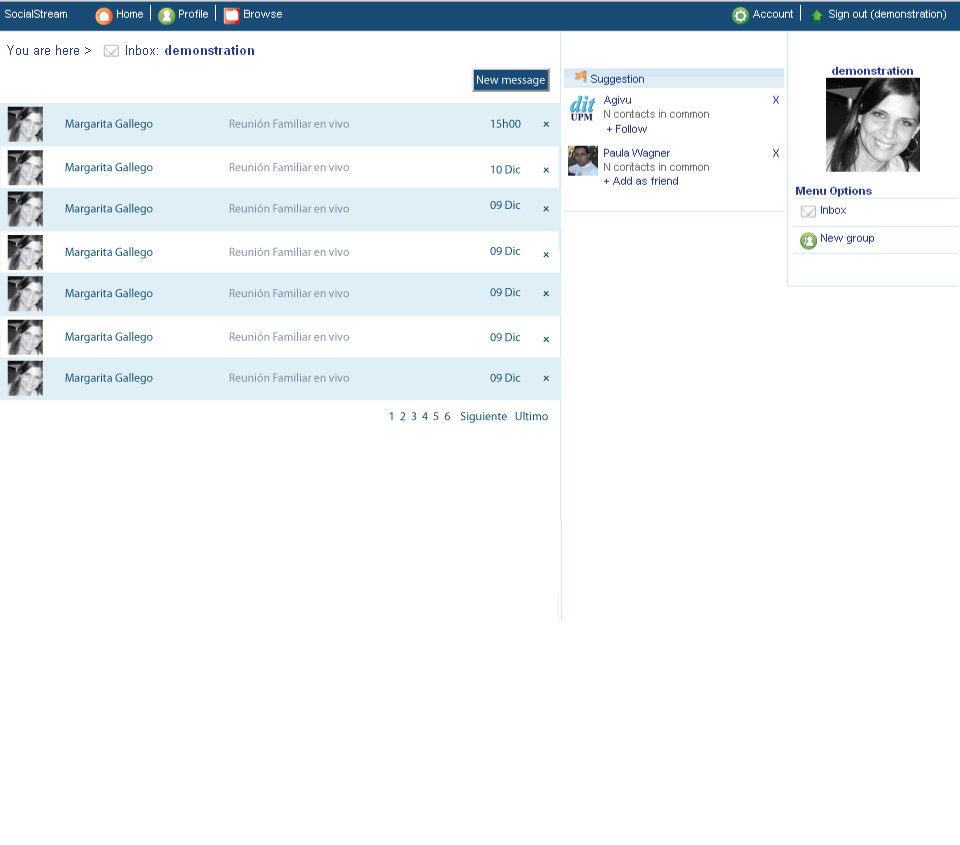 SocialStream Home Profile Browse Account Sign out (demonstration)
You are here > Inbox: demonstration
New message
Margarita Gallego Reunión Familiar en vivo 15h00 ×
Margarita Gallego Reunión Familiar en vivo 10 Dic ×
Margarita Gallego Reunión Familiar en vivo 09 Dic ×
Margarita Gallego Reunión Familiar en vivo 09 Dic ×
Margarita Gallego Reunión Familiar en vivo 09 Dic ×
Margarita Gallego Reunión Familiar en vivo 09 Dic ×
Margarita Gallego Reunión Familiar en vivo 09 Dic ×
1 2 3 4 5 6 Siguiente Ultimo
Suggestion
dit
UPM
Agivu X
N contacts in common
+ Follow
Paula Wagner X
N contacts in common
+ Add as friend
demonstration
Menu Options
Inbox
New group